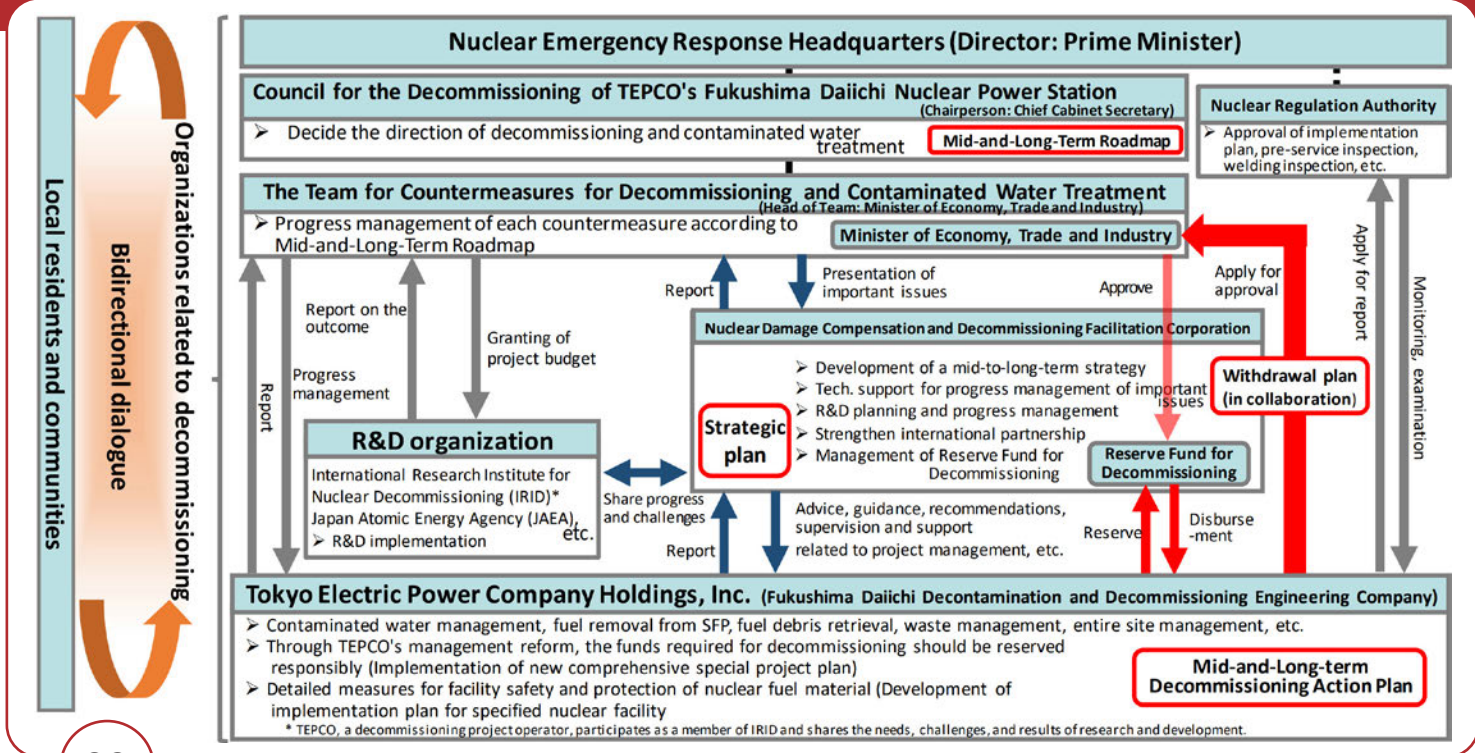 Nuclear Emergency Response Headquarters (Director: Prime Minister)
Council for the Decommissioning of TEPCO's Fukushima Daiichi Nuclear Power Station
(Chairperson: Chief Cabinet Secretary)
➢ Decide the direction of decommissioning and contaminated water
treatment
Mid-and-Long-Term Roadmap
Nuclear Regulation Authority
➢ Approval of implementation
plan, pre-service inspection,
welding inspection, etc.
The Team for Countermeasures for Decommissioning and Contaminated Water Treatment
(Head of Team: Minister of Economy, Trade and Industry)
➢ Progress management of each countermeasure according to
Mid-and-Long-Term Roadmap
Minister of Economy, Trade and Industry
Local residents and communities
Bidirectional dialogue
Organizations related to decommissioning
Report
Progress
management
Report on the
outcome
Granting of
project budget
Report
Presentation of
important issues
Approve
Apply for
approval
Apply for report
Monitoring, examination
Nuclear Damage Compensation and Decommissioning Facilitation Corporation
Strategic
plan
➢ Development of a mid-to-long-term strategy
➢ Tech. support for progress management of important
issues
➢ R&D planning and progress management
➢ Strengthen international partnership
➢ Management of Reserve Fund for
Decommissioning
Reserve Fund for
Decommissioning
Withdrawal plan
(in collaboration)
R&D organization
International Research Institute for
Nuclear Decommissioning (IRID)*
Japan Atomic Energy Agency (JAEA),
etc.
➢ R&D implementation
Share progress
and challenges
Report
Advice, guidance, recommendations,
supervision and support
related to project management, etc.
Reserve
Disburse
-ment
Tokyo Electric Power Company Holdings, Inc. (Fukushima Daiichi Decontamination and Decommissioning Engineering Company)
➢ Contaminated water management, fuel removal from SFP, fuel debris retrieval, waste management, entire site management, etc.
➢ Through TEPCO's management reform, the funds required for decommissioning should be reserved
responsibly (Implementation of new comprehensive special project plan)
➢ Detailed measures for facility safety and protection of nuclear fuel material (Development of
implementation plan for specified nuclear facility
Mid-and-Long-term
Decommissioning Action Plan
* TEPCO, a decommissioning project operator, participates as a member of IRID and shares the needs, challenges, and results of research and development.